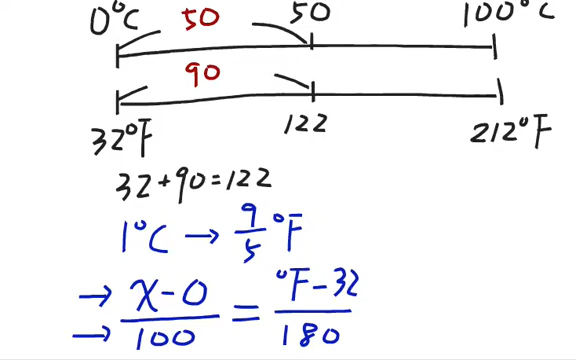 0°C 50 50 100°C
90
32°F 122 212°F
32+90=122
1°C → 9/5 °F
→ x-0 / → 100 = °F-32 / 180